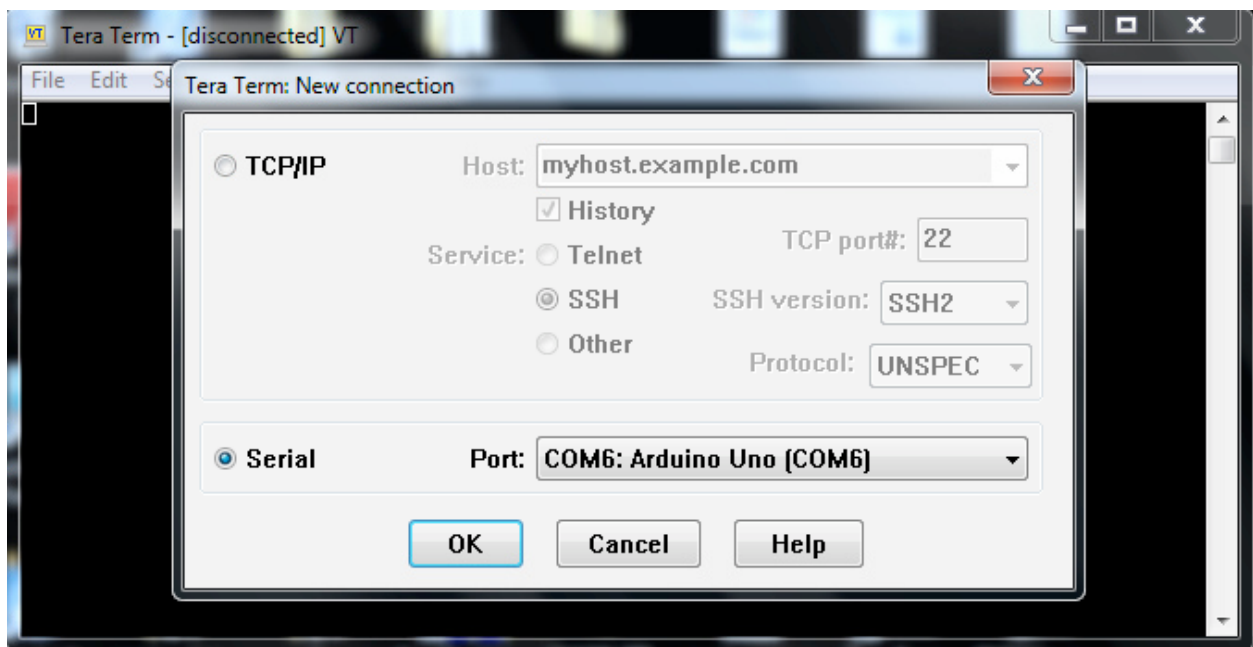 VT Tera Term - [disconnected] VT
File Edit Se
Tera Term: New connection
TCP/IP Host: myhost.example.com
History
TCP port#: 22
Service: Telnet
SSH SSH version: SSH2
Other
Protocol: UNSPEC
Serial Port: COM6: Arduino Uno (COM6)
OK Cancel Help